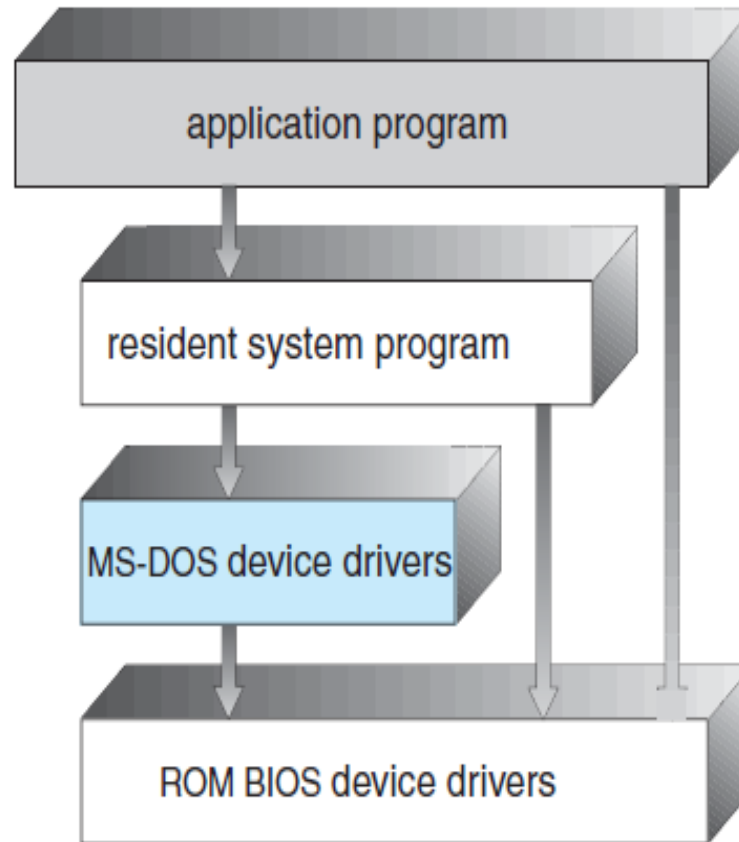 application program
resident system program
MS-DOS device drivers
ROM BIOS device drivers